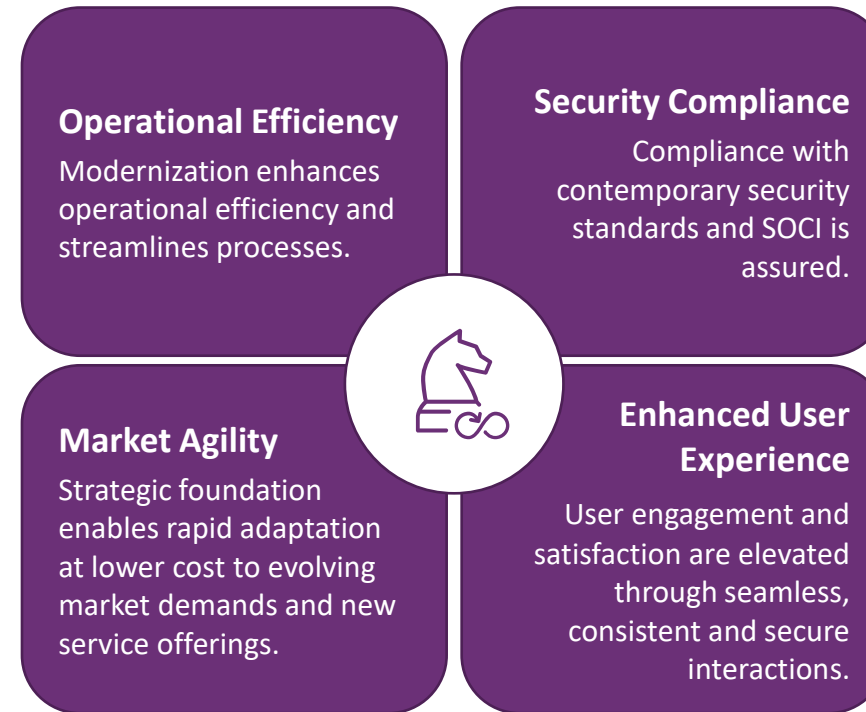 Operational Efficiency
Modernization enhances
operational efficiency and
streamlines processes.
Security Compliance
Compliance with
contemporary security
standards and SOCI is
assured.
Market Agility
Strategic foundation
enables rapid adaptation
at lower cost to evolving
market demands and new
service offerings.
Enhanced User
Experience
User engagement and
satisfaction are elevated
through seamless,
consistent and secure
interactions.